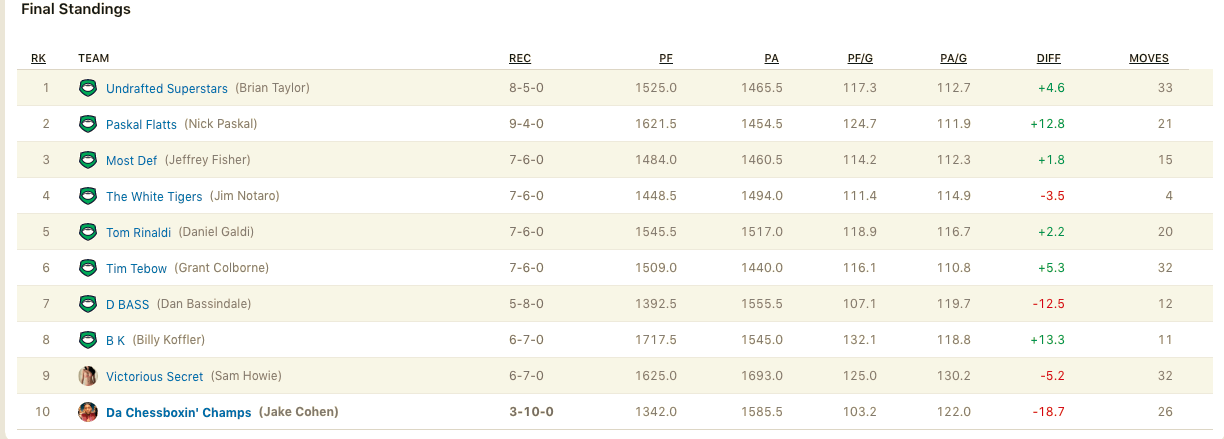 Final Standings
RK TEAM REC PF PA PF/G PA/G DIFF MOVES
1 Undrafted Superstars (Brian Taylor) 8-5-0 1525.0 1465.5 117.3 112.7 +4.6 33
2 Paskal Flatts (Nick Paskal) 9-4-0 1621.5 1454.5 124.7 111.9 +12.8 21
3 Most Def (Jeffrey Fisher) 7-6-0 1484.0 1460.5 114.2 112.3 +1.8 15
4 The White Tigers (Jim Notaro) 7-6-0 1448.5 1494.0 111.4 114.9 -3.5 4
5 Tom Rinaldi (Daniel Galdi) 7-6-0 1545.5 1517.0 118.9 116.7 +2.2 20
6 Tim Tebow (Grant Colborne) 7-6-0 1509.0 1440.0 116.1 110.8 +5.3 32
7 D BASS (Dan Bassindale) 5-8-0 1392.5 1555.5 107.1 119.7 -12.5 12
8 B K (Billy Koffler) 6-7-0 1717.5 1545.0 132.1 118.8 +13.3 11
9 Victorious Secret (Sam Howie) 6-7-0 1625.0 1693.0 125.0 130.2 -5.2 32
10 Da Chessboxin' Champs (Jake Cohen) 3-10-0 1342.0 1585.5 103.2 122.0 -18.7 26